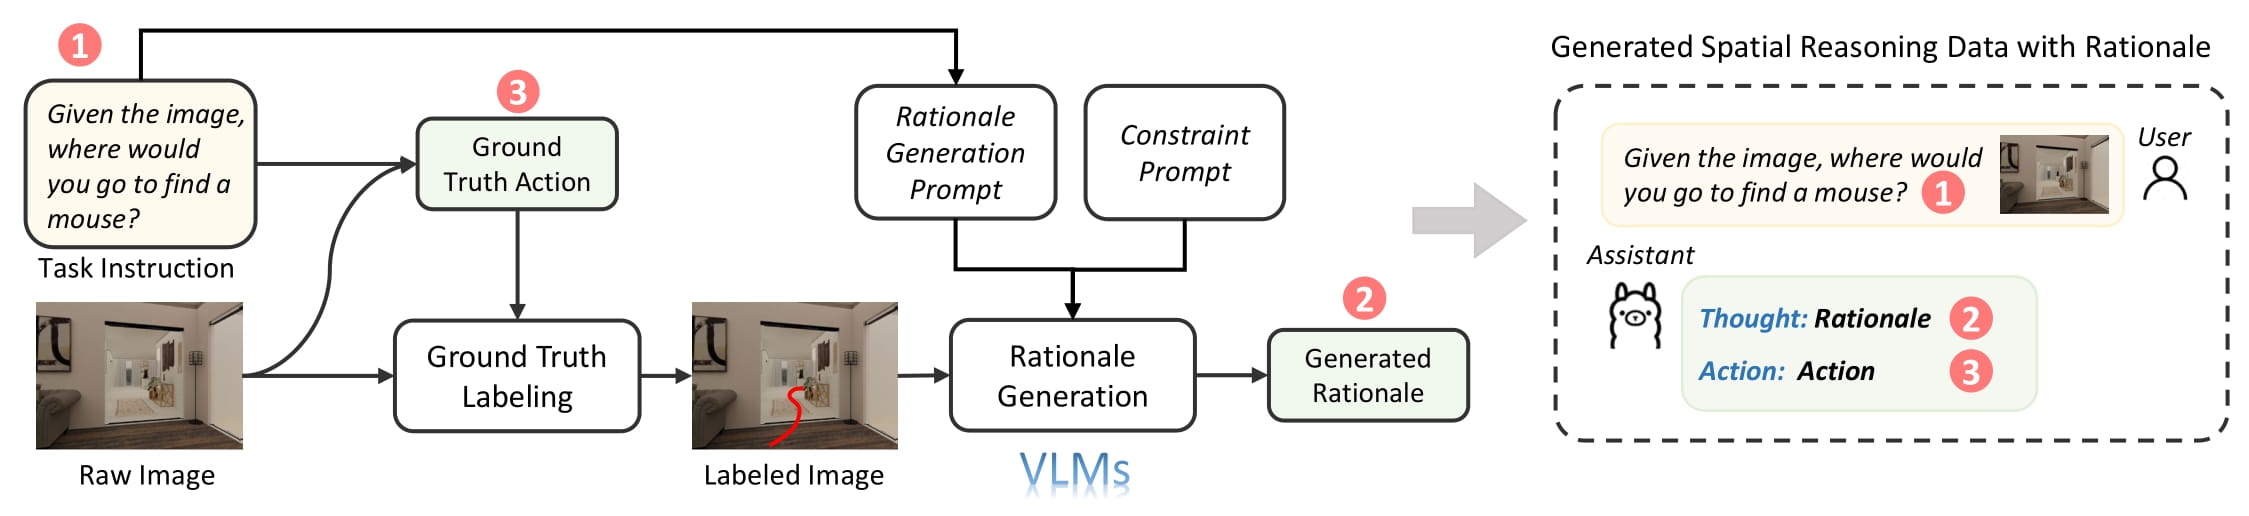 1
Given the image,
where would
you go to find a
mouse?
Task Instruction
Raw Image
3
Ground
Truth Action
Ground Truth
Labeling
Labeled Image
Rationale
Generation
Prompt
Constraint
Prompt
Rationale
Generation
VLMs
2
Generated
Rationale
Generated Spatial Reasoning Data with Rationale
User
Given the image, where would
you go to find a mouse? 1
Assistant
Thought: Rationale 2
Action: Action 3